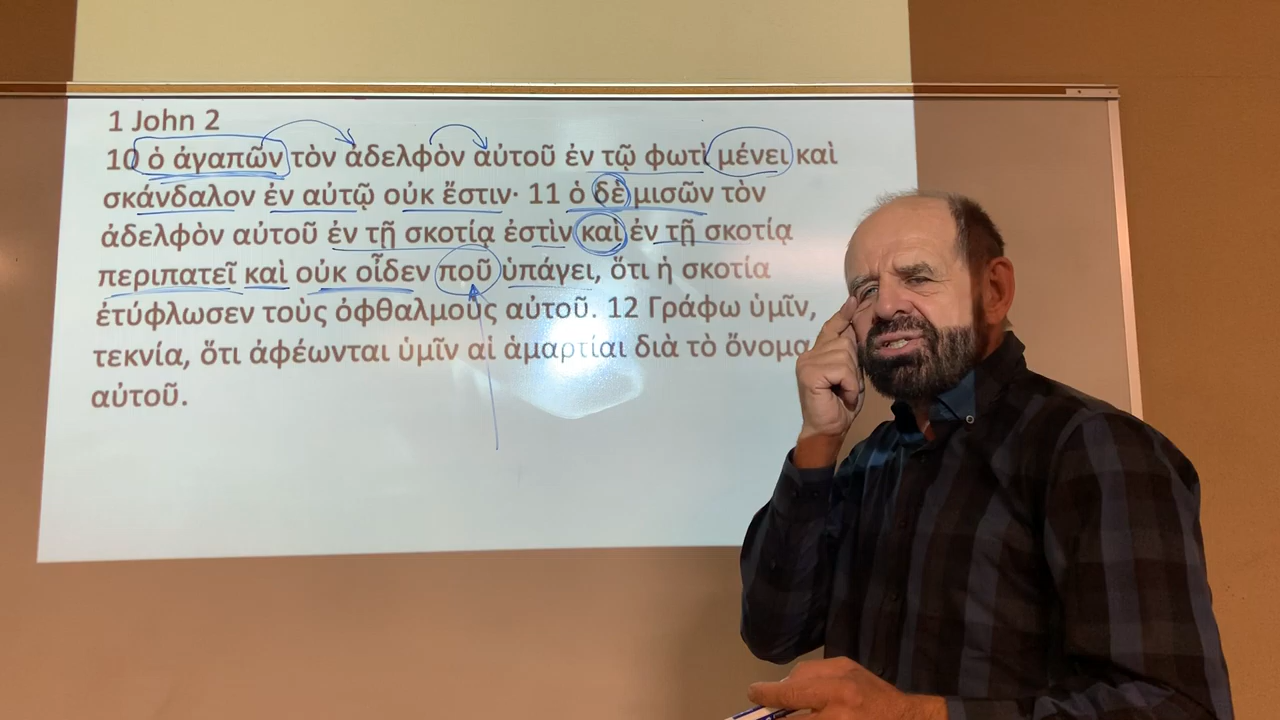 1 John 2
10 ὁ ἀγαπῶν τὸν ἀδελφὸν αὐτοῦ ἐν τῷ φωτὶ μένει καὶ
σκάνδαλον ἐν αὐτῷ οὐκ ἔστιν· 11 ὁ δὲ μισῶν τὸν
ἀδελφὸν αὐτοῦ ἐν τῇ σκοτίᾳ ἐστὶν καὶ ἐν τῇ σκοτίᾳ
περιπατεῖ καὶ οὐκ οἶδεν ποῦ ὑπάγει, ὅτι ἡ σκοτία
ἐτύφλωσεν τοὺς ὀφθαλμοὺς αὐτοῦ. 12 Γράφω ὑμῖν,
τεκνία, ὅτι ἀφέωνται ὑμῖν αἱ ἁμαρτίαι διὰ τὸ ὄνομα
αὐτοῦ.